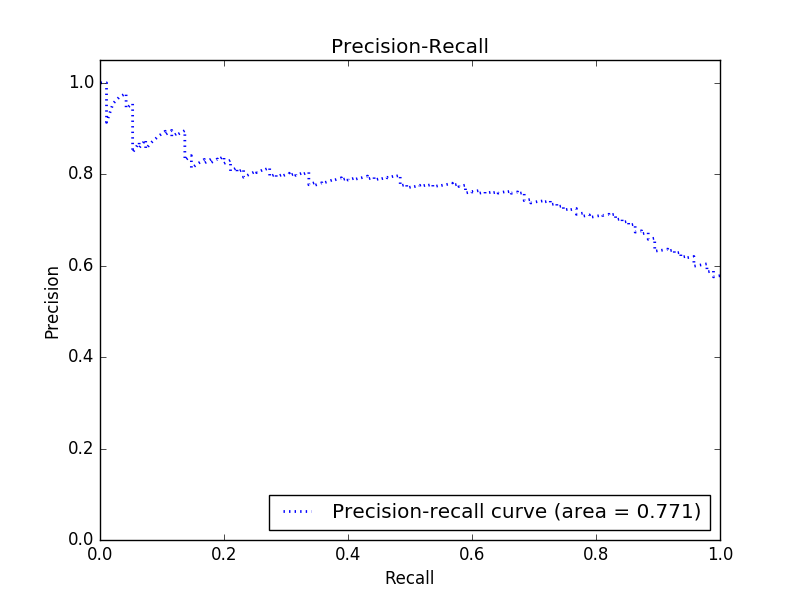 Precision-Recall
1.0
0.8
0.6
0.4
0.2
0.0
Precision
0.0 0.2 0.4 0.6 0.8 1.0
Recall
Precision-recall curve (area = 0.771)